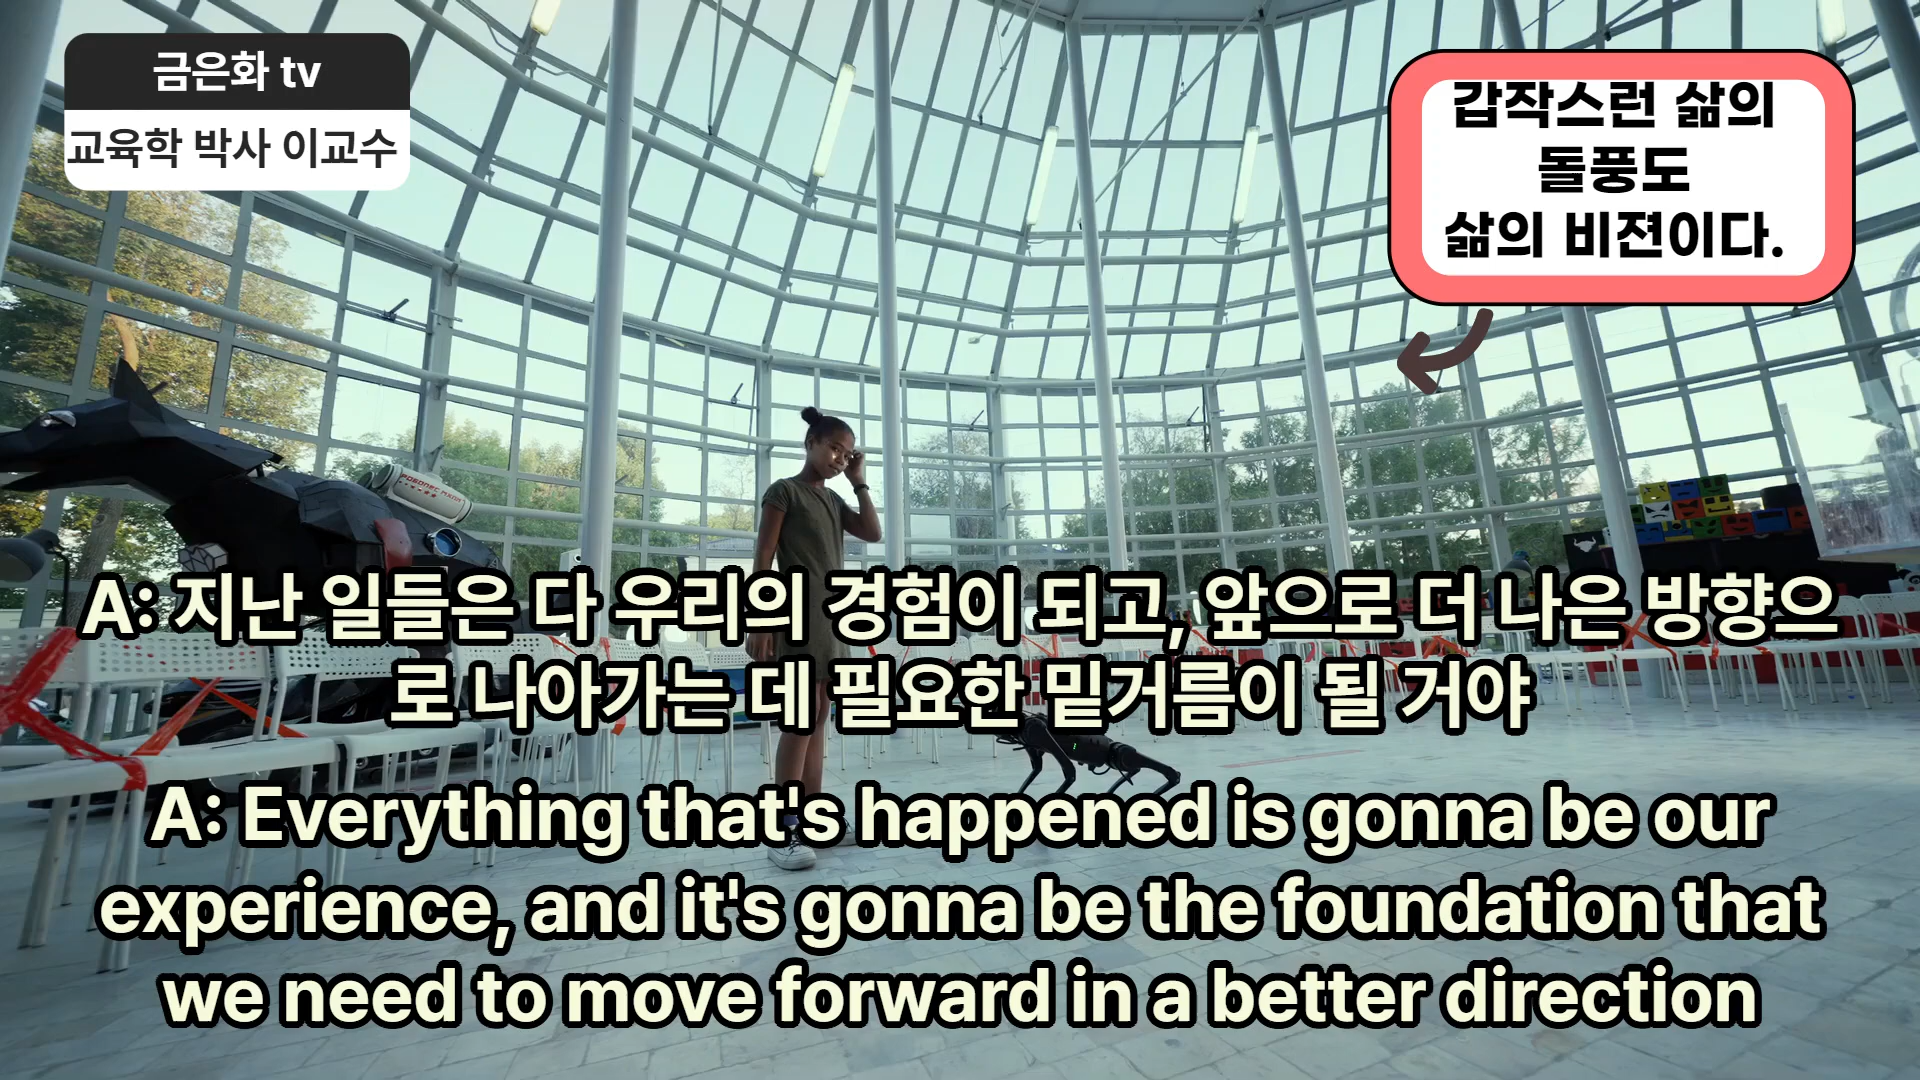 금은화 tv
교육학 박사 이교수
갑작스런 삶의
돌풍도
삶의 비젼이다.
A: 지난 일들은 다 우리의 경험이 되고, 앞으로 더 나은 방향으
로 나아가는 데 필요한 밑거름이 될 거야
A: Everything that's happened is gonna be our
experience, and it's gonna be the foundation that
we need to move forward in a better direction